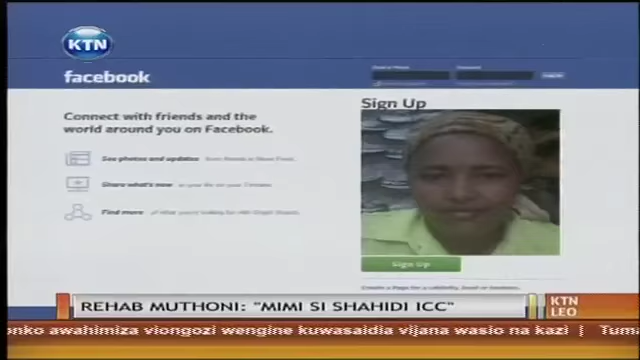 KTN
facebook
Sign Up
Connect with friends and the
world around you on Facebook.
See photos and updates
Share what's new
Find more
Sign Up
REHAB MUTHONI: "MIMI SI SHAHIDI ICC"
KTN
LEO
onko awahimiza viongozi wengine kuwasaidia vijana wasio na kazi | Tuma